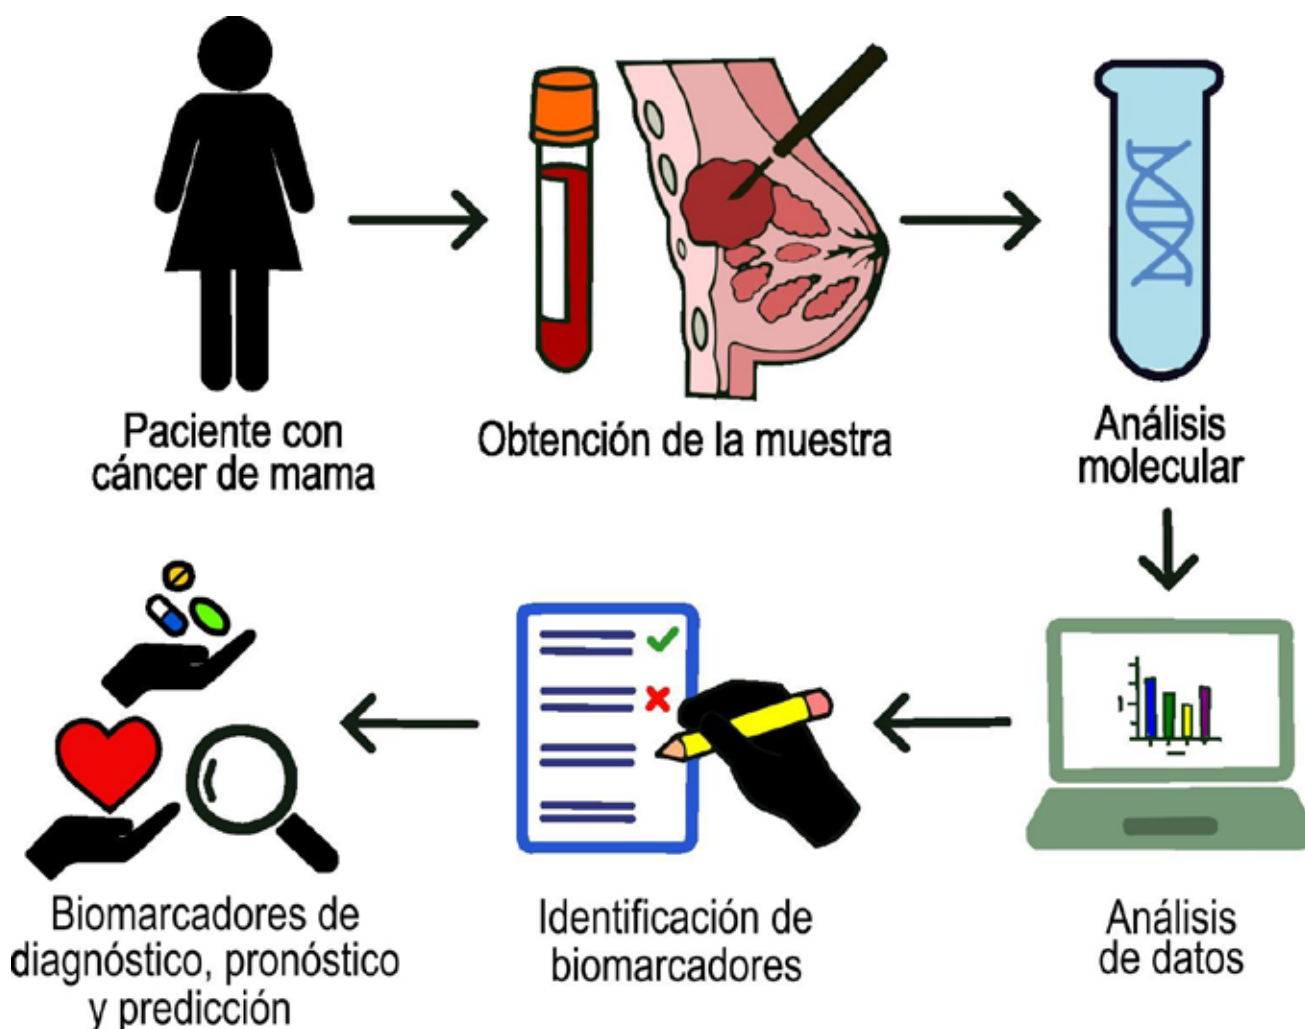 Paciente con
cáncer de mama
Obtención de la muestra
Análisis
molecular
Análisis
de datos
Identificación de
biomarcadores
Biomarcadores de
diagnóstico, pronóstico
y predicción